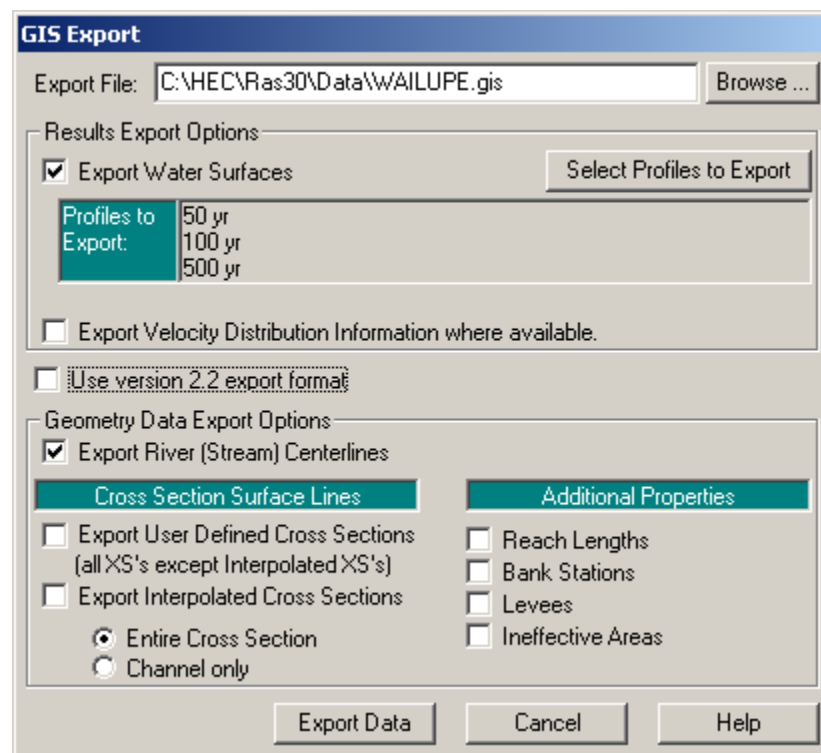 GIS Export
Export File: C:\HEC\Ras30\Data\WAILUPE.gis Browse ...
Results Export Options
Export Water Surfaces Select Profiles to Export
Profiles to Export:
50 yr
100 yr
500 yr
Export Velocity Distribution Information where available.
Use version 2.2 export format
Geometry Data Export Options
Export River (Stream) Centerlines
Cross Section Surface Lines
Export User Defined Cross Sections
(all XS's except Interpolated XS's)
Export Interpolated Cross Sections
Entire Cross Section
Channel only
Additional Properties
Reach Lengths
Bank Stations
Levees
Ineffective Areas
Export Data Cancel Help